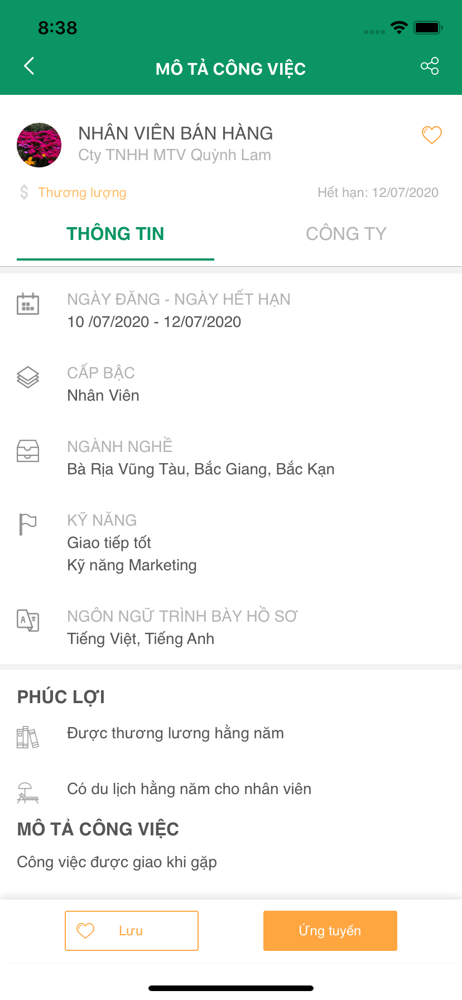 8:38
MÔ TẢ CÔNG VIỆC
NHÂN VIÊN BÁN HÀNG
Cty TNHH MTV Quỳnh Lam
$ Thương lượng
Hết hạn: 12/07/2020
THÔNG TIN
CÔNG TY
NGÀY ĐĂNG - NGÀY HẾT HẠN
10 /07/2020 - 12/07/2020
CẤP BẬC
Nhân Viên
NGÀNH NGHỀ
Bà Rịa Vũng Tàu, Bắc Giang, Bắc Kạn
KỸ NĂNG
Giao tiếp tốt
Kỹ năng Marketing
NGÔN NGỮ TRÌNH BÀY HỒ SƠ
Tiếng Việt, Tiếng Anh
PHÚC LỢI
Được thương lương hằng năm
Có du lịch hằng năm cho nhân viên
MÔ TẢ CÔNG VIỆC
Công việc được giao khi gặp
Lưu
Ứng tuyển